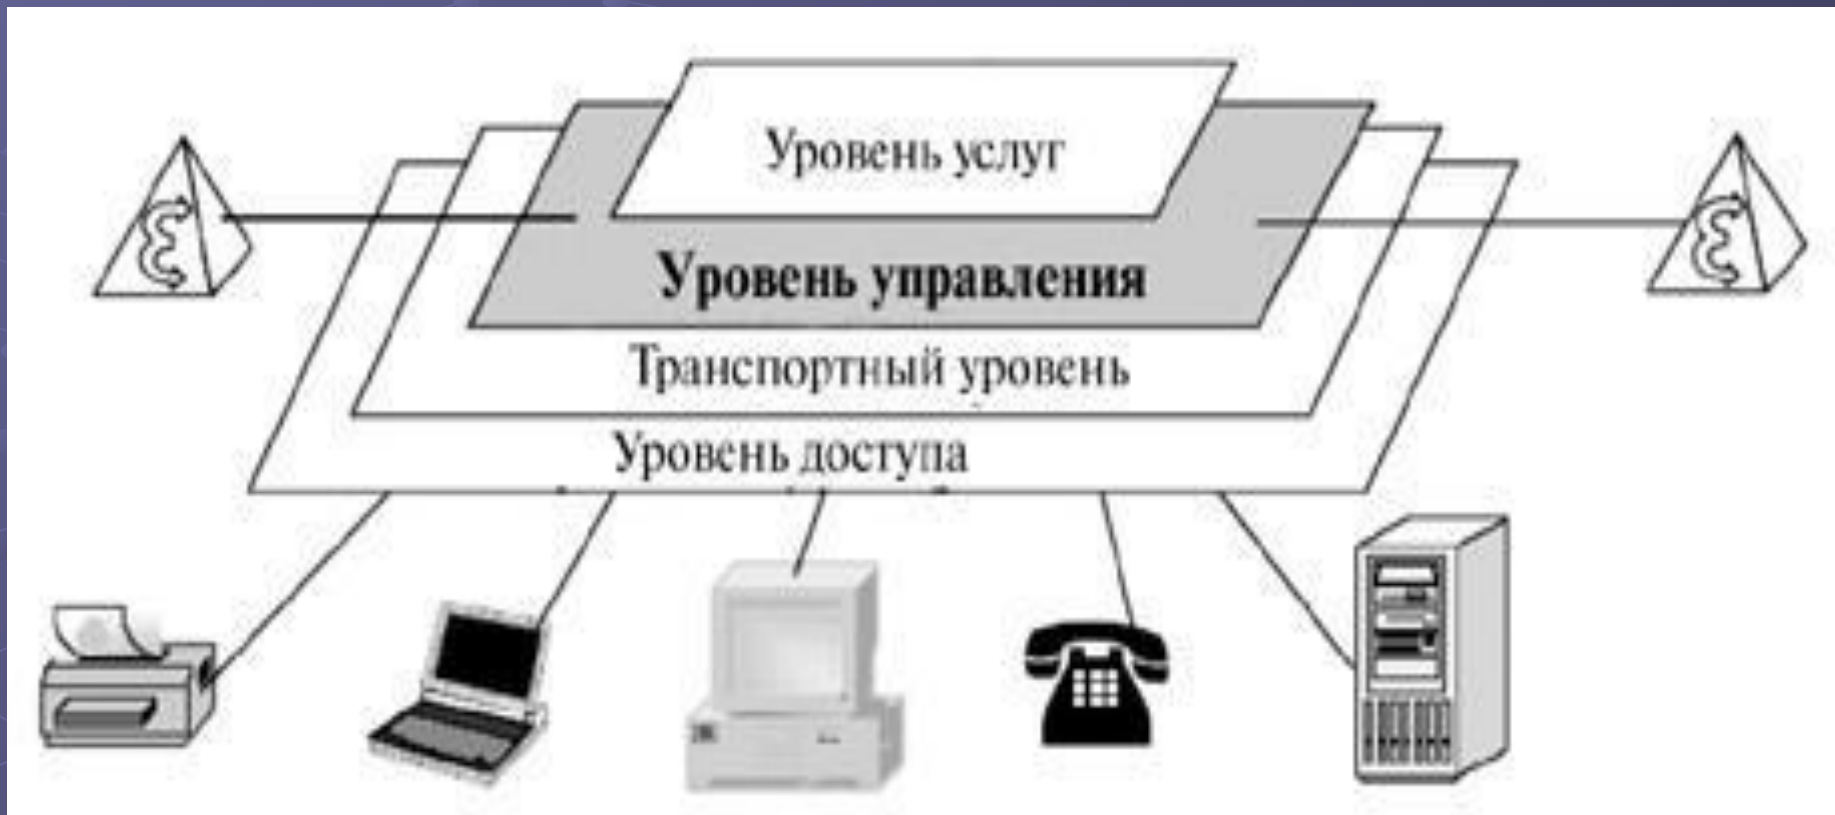 Уровень услуг
Уровень управления
Транспортный уровень
Уровень доступа